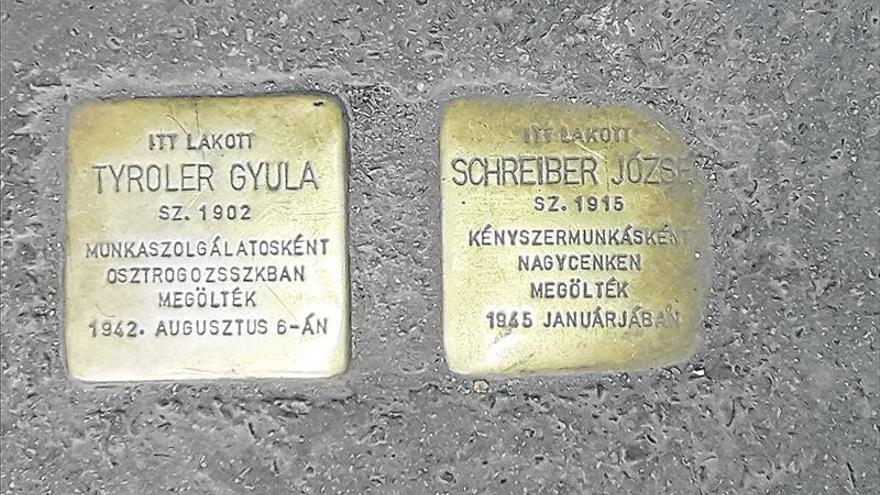 ITT LAKOTT
TYROLER GYULA
SZ. 1902
MUNKASZOLGÁLATOSKÉNT
OSZTROGOZSSZKBAN
MEGÖLTÉK
1942. AUGUSZTUS 6-ÁN
ITT LAKOTT
SCHREIBER JÓZSEF
SZ. 1915
KÉNYSZERMUNKÁSKÉNT
NAGYCENKEN
MEGÖLTÉK
1945 JANUÁRJÁBAN